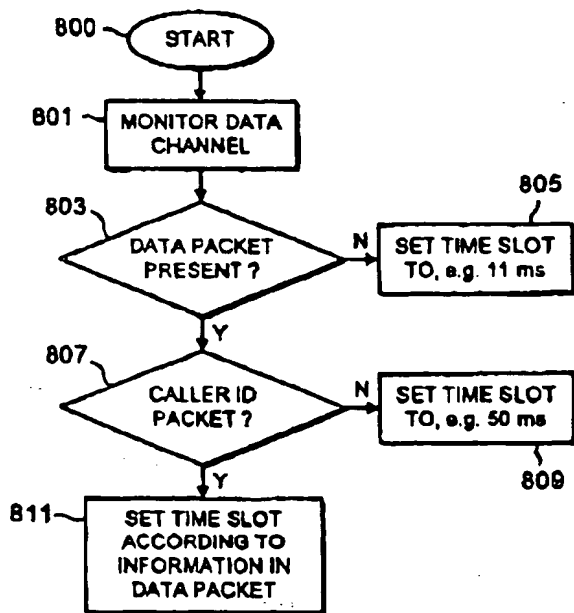 800
START
801
MONITOR DATA
CHANNEL
803
DATA PACKET
PRESENT ?
N
805
SET TIME SLOT
TO, e.g. 11 ms
Y
807
CALLER ID
PACKET ?
N
SET TIME SLOT
TO, e.g. 50 ms
809
Y
811
SET TIME SLOT
ACCORDING TO
INFORMATION IN
DATA PACKET